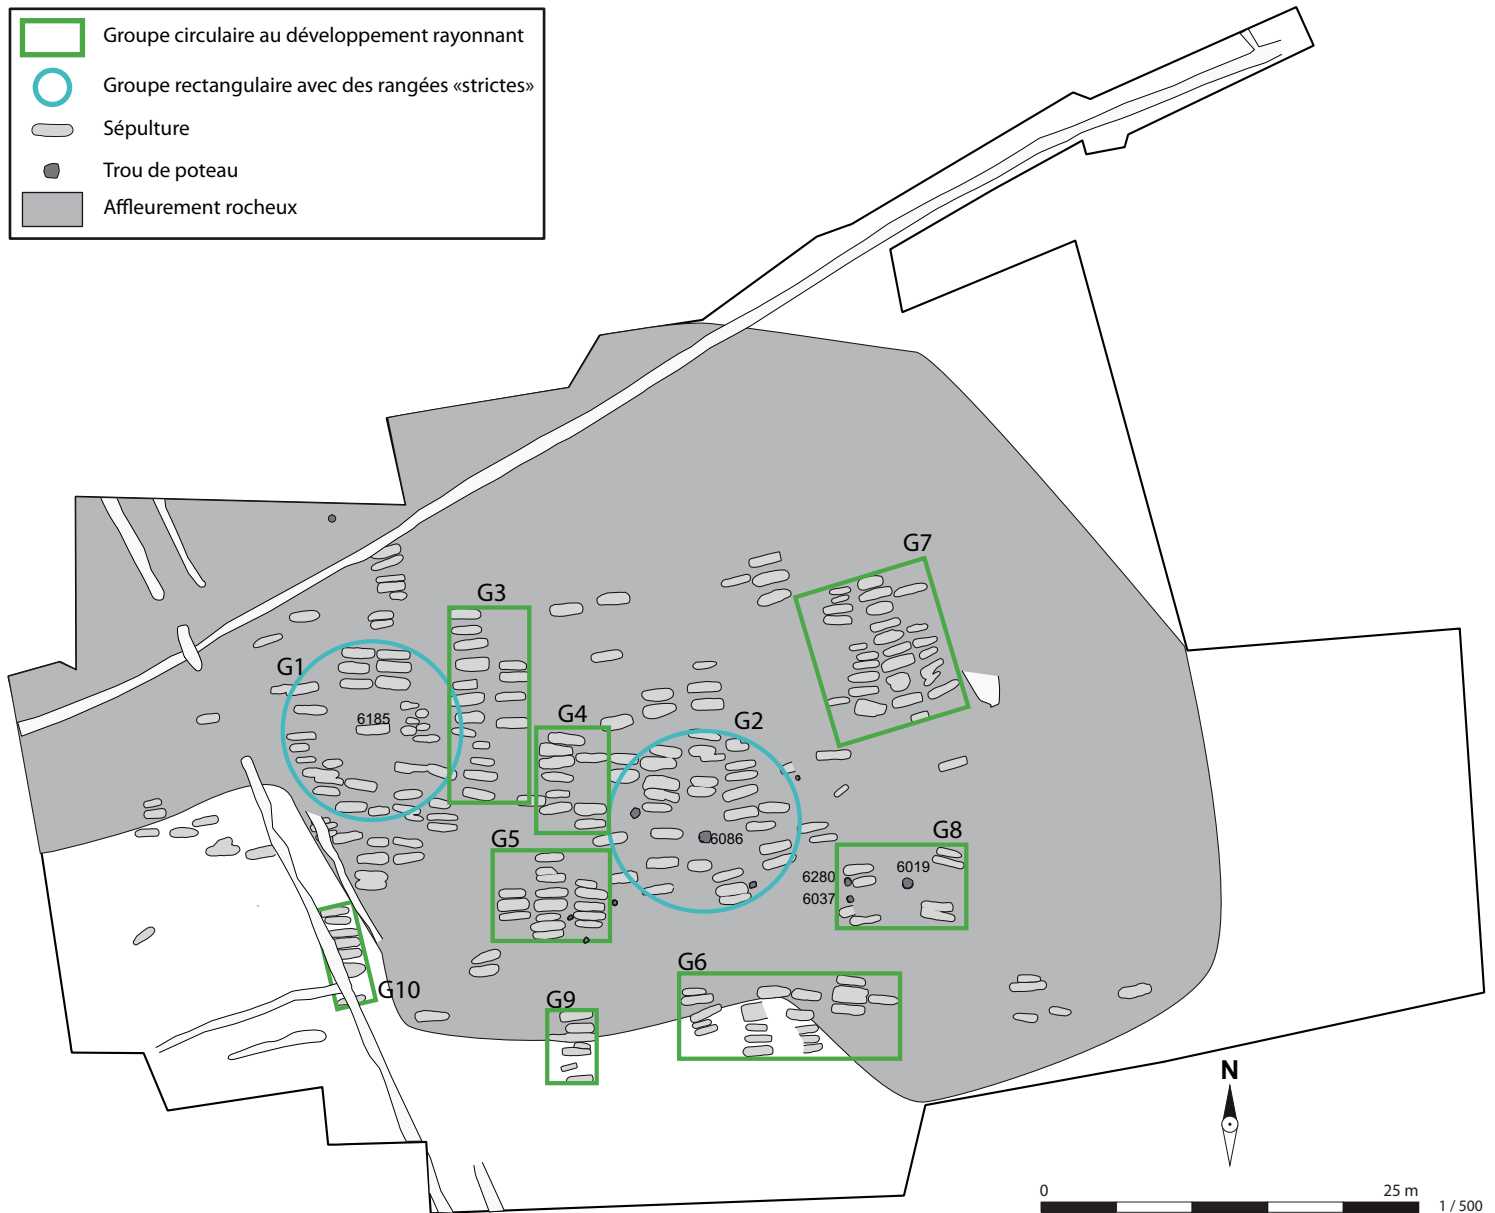 Groupe circulaire au développement rayonnant
Groupe rectangulaire avec des rangées «strictes»
Sépulture
Trou de poteau
Affleurement rocheux
G7
G3
G1
6185
G4
G2
6086
G5
G8
6280
6019
6037
G6
G10
G9
N
0
25 m
1 / 500